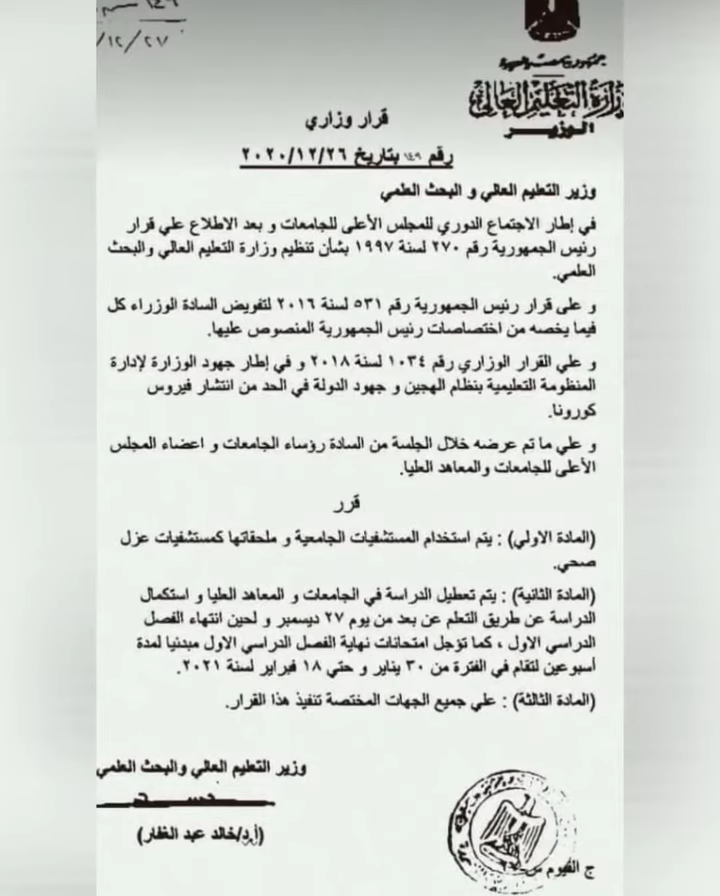 ١٤٩
/١٢/٢٧
جمهورية مصر العربية
وزارة التعليم العالي
الوزير
قرار وزاري
رقم ١٤٩ بتاريخ ٢٠٢٠/١٢/٢٦
وزير التعليم العالي و البحث العلمي
في إطار الاجتماع الدوري للمجلس الأعلى للجامعات و بعد الاطلاع علي قرار
رئيس الجمهورية رقم ٢٧٠ لسنة ١٩٩٧ بشأن تنظيم وزارة التعليم العالي والبحث
العلمي.
و على قرار رئيس الجمهورية رقم ٥٣١ لسنة ٢٠١٦ لتفويض السادة الوزراء كل
فيما يخصه من اختصاصات رئيس الجمهورية المنصوص عليها.
و علي القرار الوزاري رقم ١٠٣٤ لسنة ٢٠١٨ و في إطار جهود الوزارة لإدارة
المنظومة التعليمية بنظام الهجين و جهود الدولة في الحد من انتشار فيروس
كورونا.
و علي ما تم عرضه خلال الجلسة من السادة رؤساء الجامعات و اعضاء المجلس
الأعلى للجامعات والمعاهد العليا.
قرر
(المادة الاولي) : يتم استخدام المستشفيات الجامعية و ملحقاتها كمستشفيات عزل
صحي.
(المادة الثانية) : يتم تعطيل الدراسة في الجامعات و المعاهد العليا و استكمال
الدراسة عن طريق التعلم عن بعد من يوم ٢٧ ديسمبر و لحين انتهاء الفصل
الدراسي الاول ، كما تؤجل امتحانات نهاية الفصل الدراسي الاول مبدئيا لمدة
أسبوعين لتقام في الفترة من ٣٠ يناير و حتي ١٨ فبراير لسنة ٢٠٢١.
(المادة الثالثة) : علي جميع الجهات المختصة تنفيذ هذا القرار.
وزير التعليم العالي والبحث العلمي
(أ.د/خالد عبد الغفار)
ج الفيوم س